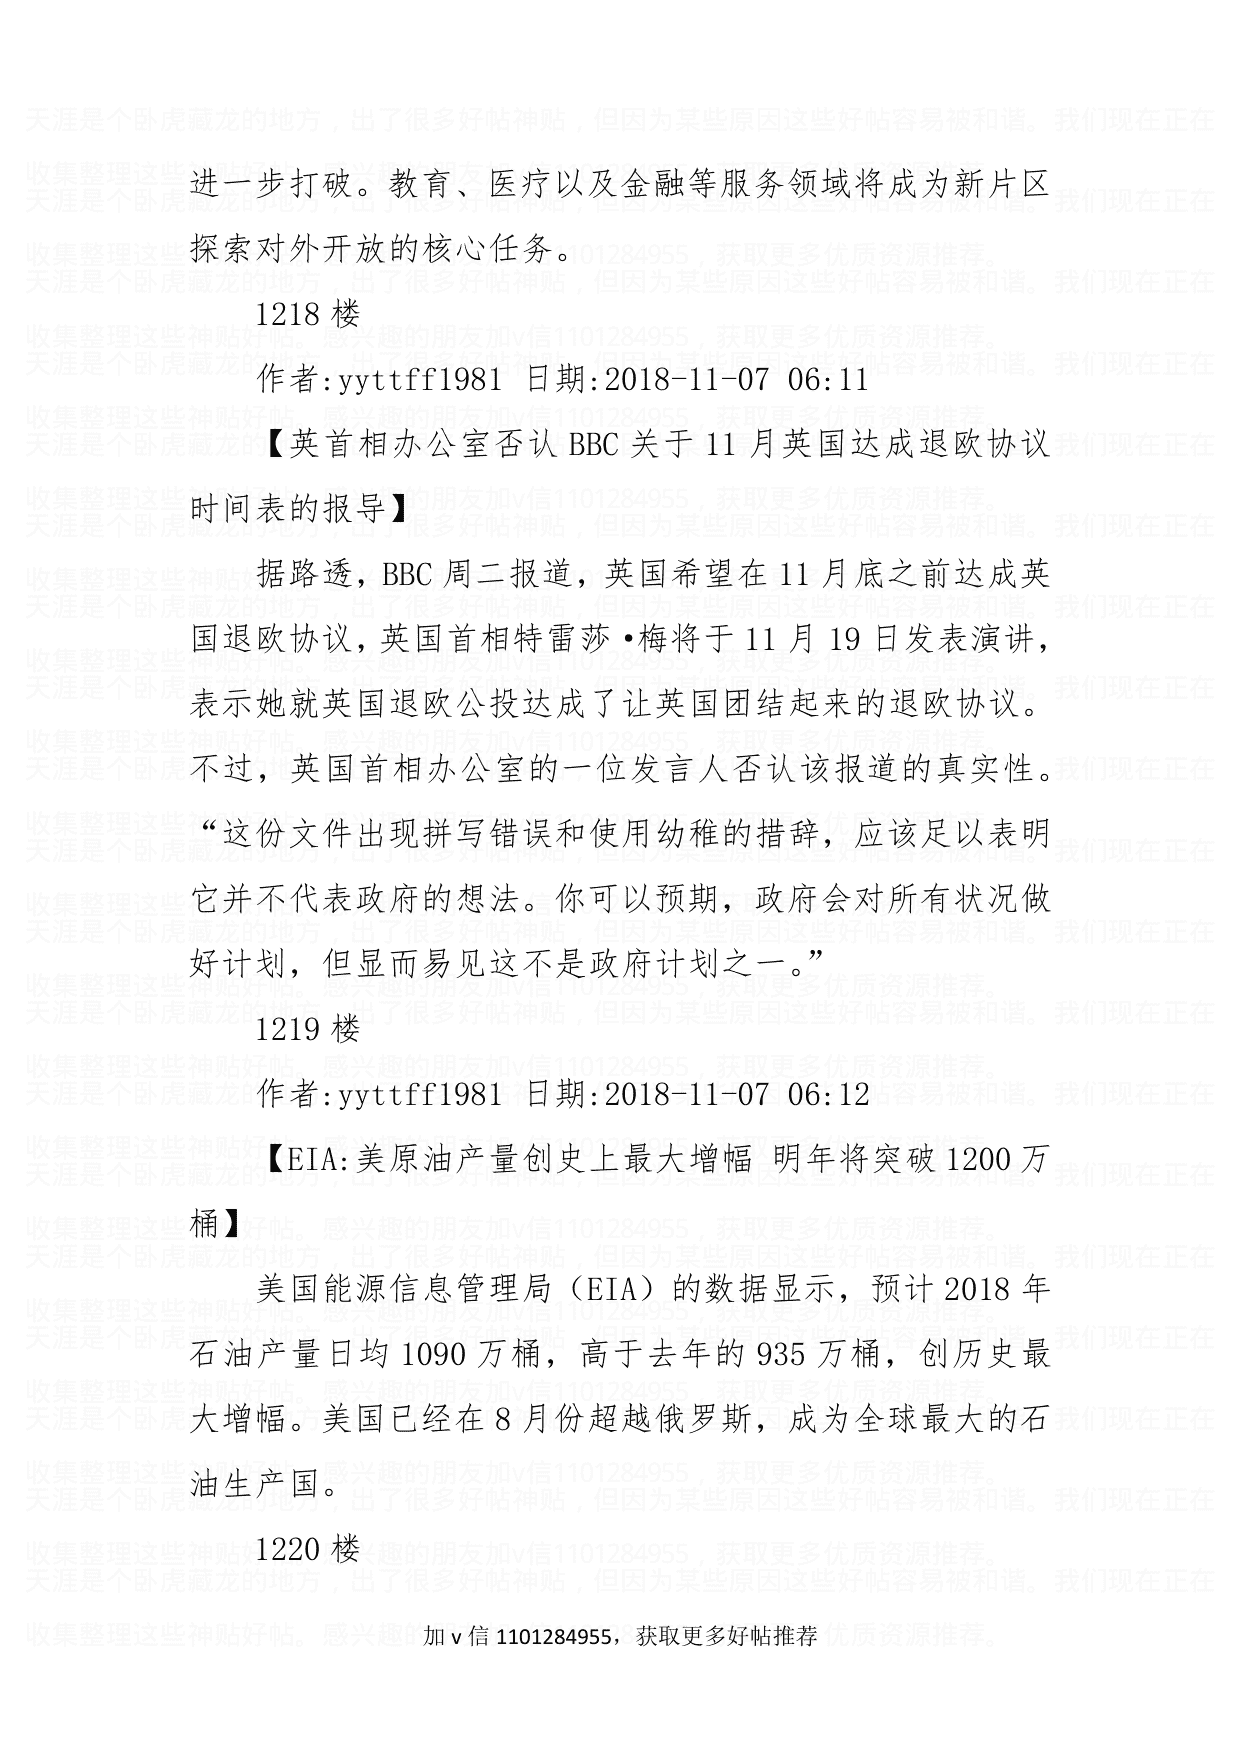 进一步打破。教育、医疗以及金融等服务领域将成为新片区
探索对外开放的核心任务。
1218 楼
作者:yyttff1981 日期:2018-11-07 06:11
【英首相办公室否认 BBC 关于 11 月英国达成退欧协议
时间表的报导】
据路透，BBC 周二报道，英国希望在 11 月底之前达成英
国退欧协议，英国首相特雷莎·梅将于 11 月 19 日发表演讲，
表示她就英国退欧公投达成了让英国团结起来的退欧协议。
不过，英国首相办公室的一位发言人否认该报道的真实性。
“这份文件出现拼写错误和使用幼稚的措辞，应该足以表明
它并不代表政府的想法。你可以预期，政府会对所有状况做
好计划，但显而易见这不是政府计划之一。”
1219 楼
作者:yyttff1981 日期:2018-11-07 06:12
【EIA:美原油产量创史上最大增幅 明年将突破 1200 万
桶】
美国能源信息管理局（EIA）的数据显示，预计 2018 年
石油产量日均 1090 万桶，高于去年的 935 万桶，创历史最
大增幅。美国已经在 8 月份超越俄罗斯，成为全球最大的石
油生产国。
1220 楼
加 v 信 1101284955，获取更多好帖推荐